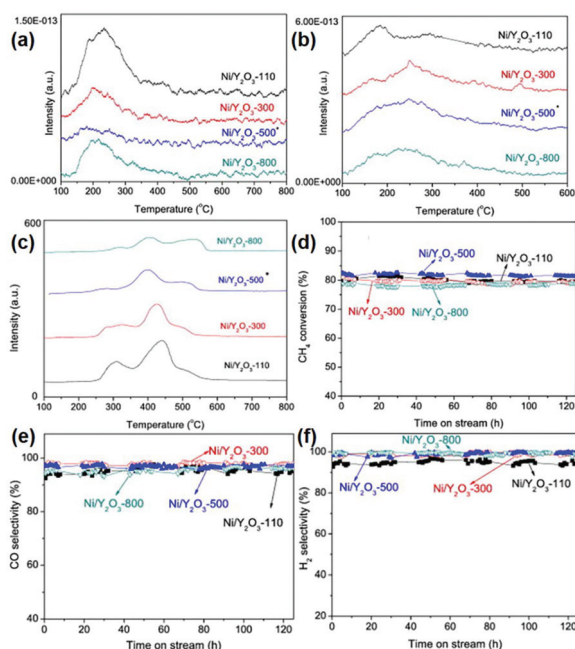 1.50E-013
(a)
Ni/Y₂O₃-110
Ni/Y₂O₃-300
Ni/Y₂O₂-500*
Ni/Y₂O₃-800
0.00E+000
Intensity (a.u.)
100 200 300 400 500 600 700 800
Temperature (°C)
6.00E-013
(b)
Ni/Y₂O₃-110
Ni/Y₂O₃-300
Ni/Y₂O₃-500*
Ni/Y₂O₃-800
0.00E+000
Intensity (a.u.)
100 200 300 400 500 600
Temperature (°C)
600
(c)
Ni/Y₂O₂-800
Ni/Y₂O₃-500*
Ni/Y₂O₃-300
Ni/Y₂O₃-110
0
Intensity (a.u.)
100 200 300 400 500 600 700 800
Temperature (°C)
(d)
Ni/Y₂O₃-500
Ni/Y₂O₃-110
Ni/Y₂O₃-300
Ni/Y₂O₃-800
100
90
80
70
60
50
40
CH₄ conversion (%)
0 20 40 60 80 100 120
Time on stream (h)
(e)
Ni/Y₂O₃-300
Ni/Y₂O₃-800
Ni/Y₂O₃-500
Ni/Y₂O₃-110
100
80
60
40
CO selectivity (%)
0 20 40 60 80 100 120
Time on stream (h)
(f)
Ni/Y₂O₃-800
Ni/Y₂O₃-500
Ni/Y₂O₃-300
Ni/Y₂O₃-110
100
80
60
40
20
H₂ selectivity (%)
0 20 40 60 80 100 120
Time on stream (h)